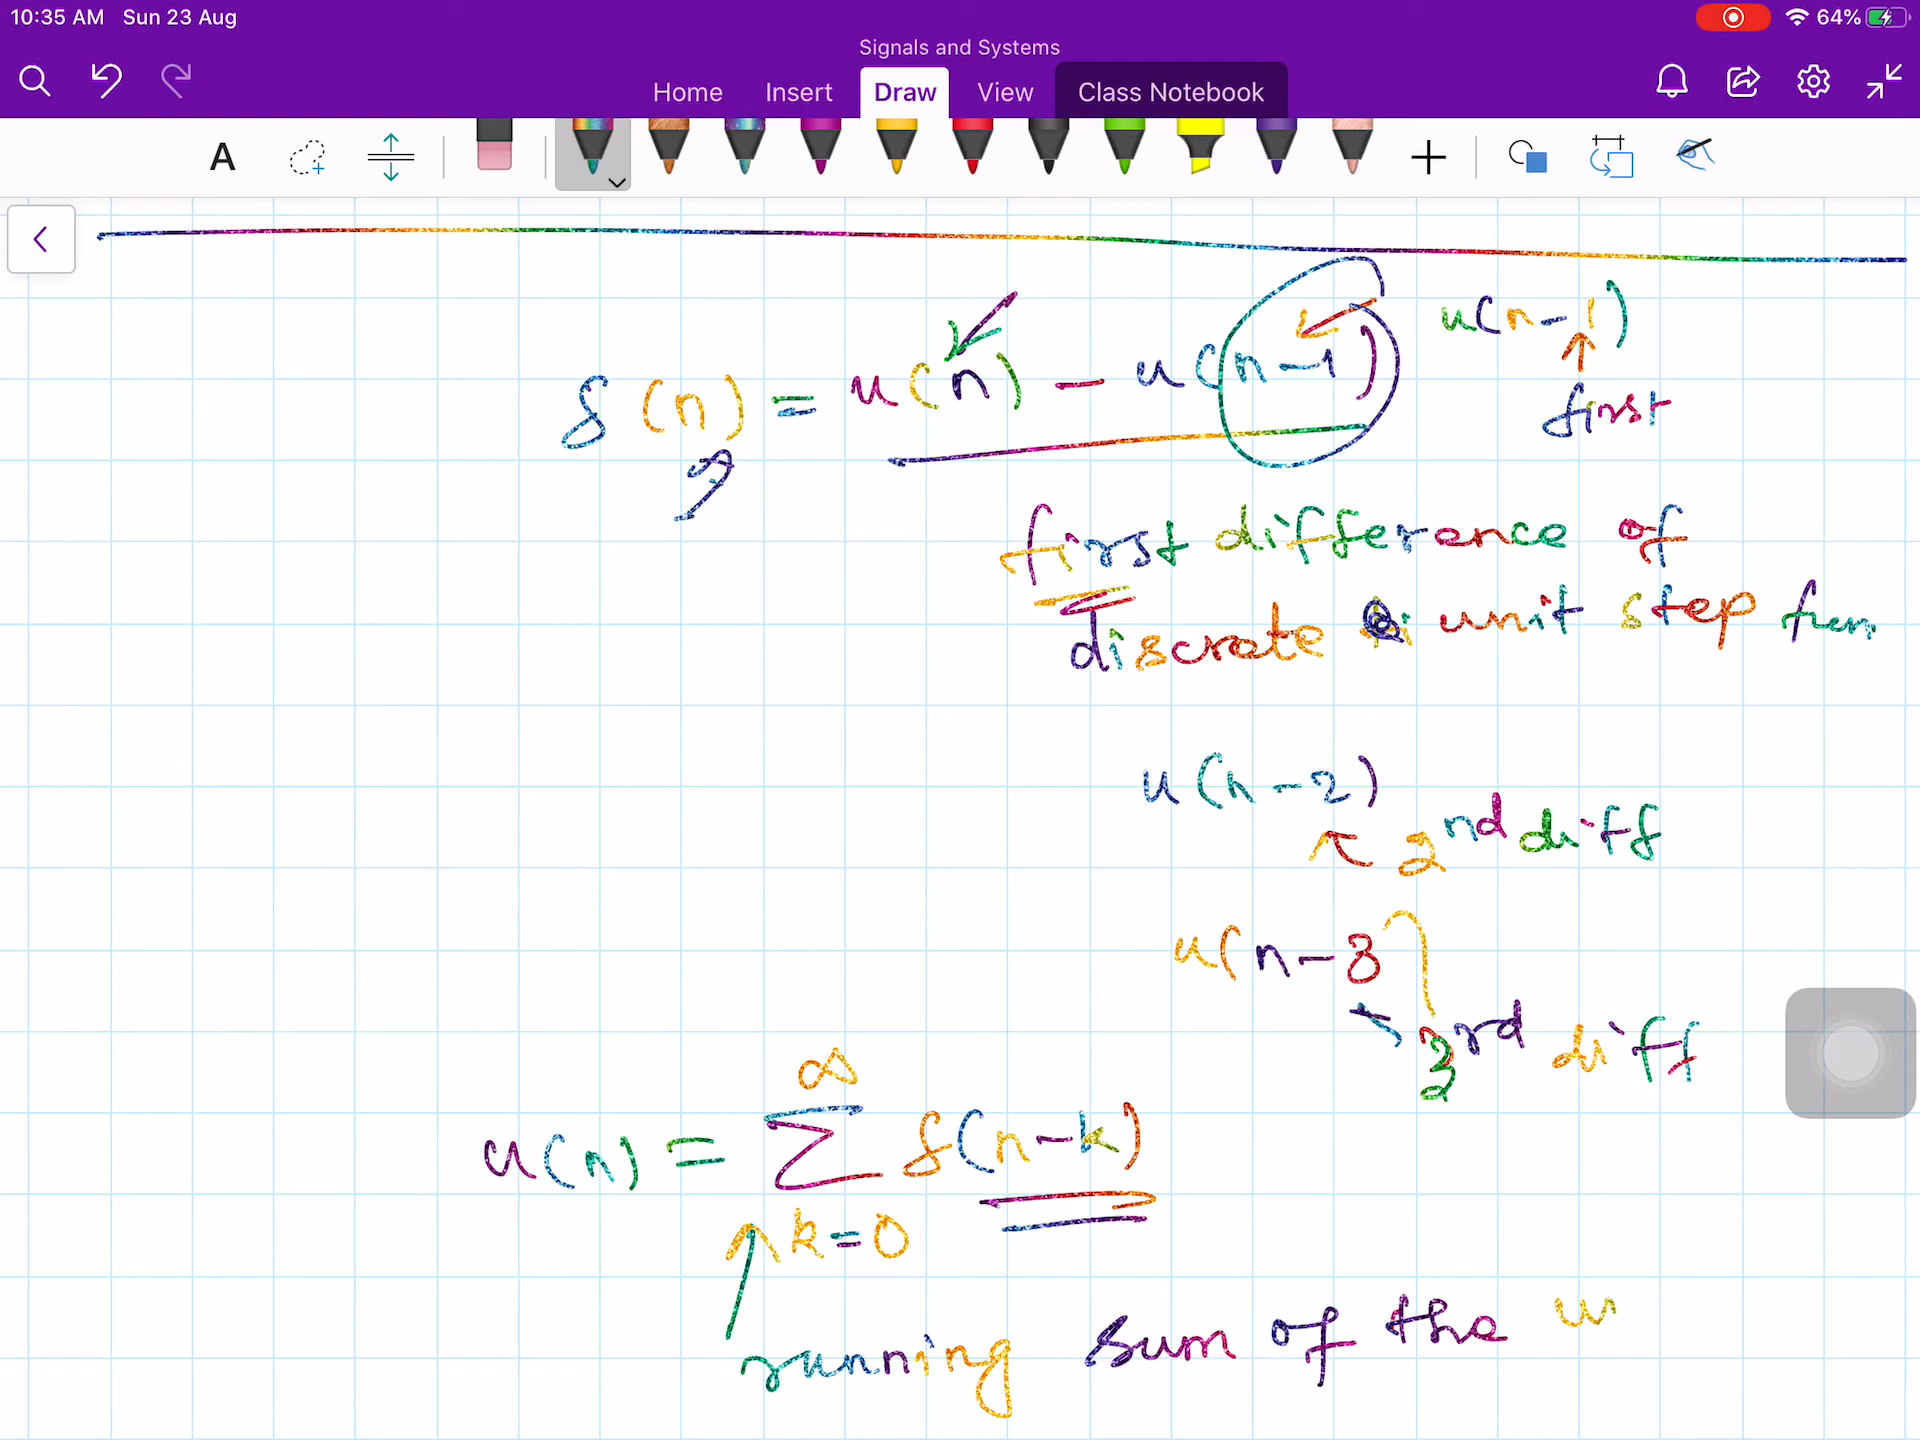 10:35 AM Sun 23 Aug
64%
Signals and Systems
Home Insert Draw View Class Notebook
A
δ(n) = u(n) - u(n-1)
u(n-1)
first
first difference of
discrete unit step
u(n-2)
2nd diff
u(n-3)
3rd diff
∞
u(n) = Σ δ(n-k)
k=0
running sum of the